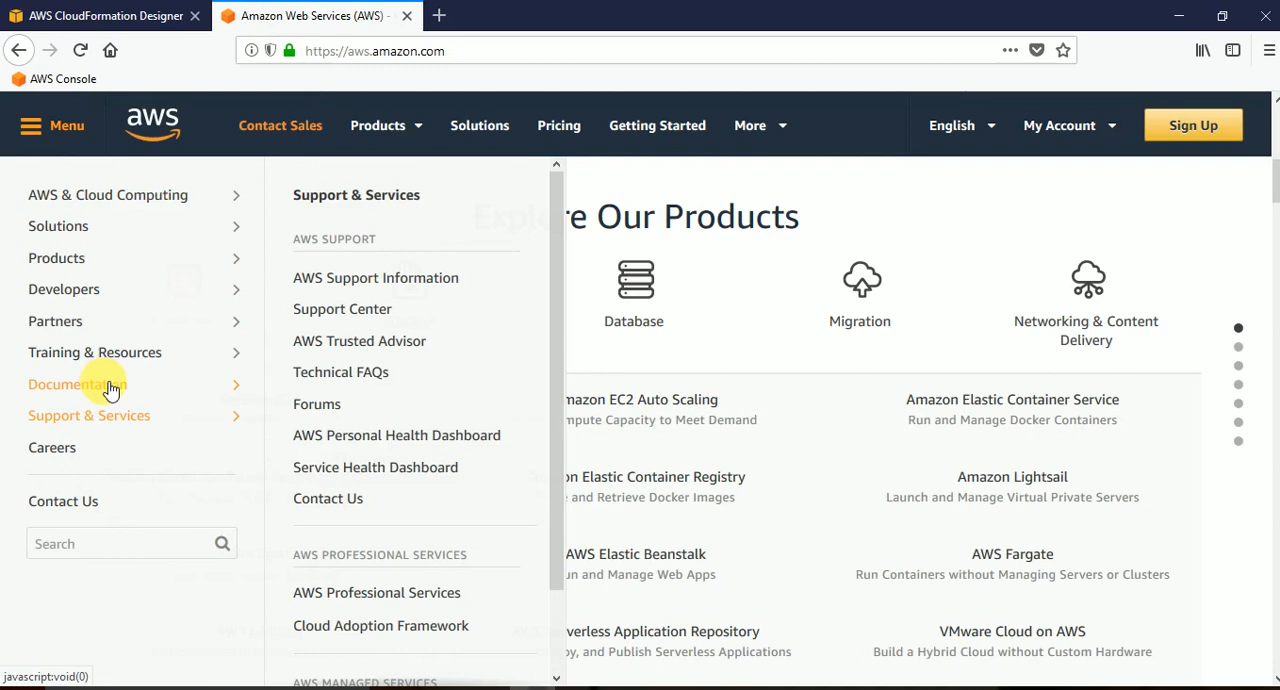 AWS CloudFormation Designer
Amazon Web Services (AWS) -
https://aws.amazon.com
AWS Console
Menu
aws
Contact Sales
Products
Solutions
Pricing
Getting Started
More
English
My Account
Sign Up
AWS & Cloud Computing
Solutions
Products
Developers
Partners
Training & Resources
Documentation
Support & Services
Careers
Contact Us
Search
javascript:void(0)
Support & Services
AWS SUPPORT
AWS Support Information
Support Center
AWS Trusted Advisor
Technical FAQs
Forums
AWS Personal Health Dashboard
Service Health Dashboard
Contact Us
AWS PROFESSIONAL SERVICES
AWS Professional Services
Cloud Adoption Framework
AWS MANAGED SERVICES
Explore Our Products
Database
Migration
Networking & Content
Delivery
mazon EC2 Auto Scaling
mpute Capacity to Meet Demand
Amazon Elastic Container Service
Run and Manage Docker Containers
n Elastic Container Registry
e and Retrieve Docker Images
Amazon Lightsail
Launch and Manage Virtual Private Servers
AWS Elastic Beanstalk
un and Manage Web Apps
AWS Fargate
Run Containers without Managing Servers or Clusters
verless Application Repository
oy, and Publish Serverless Applications
VMware Cloud on AWS
Build a Hybrid Cloud without Custom Hardware